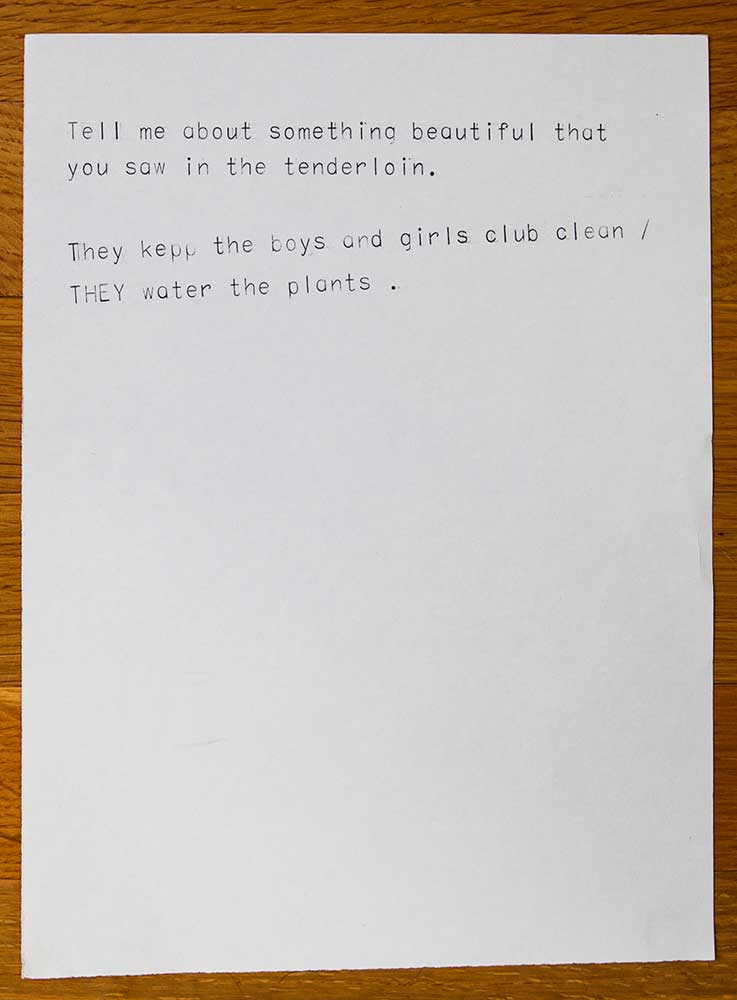 Tell me about something beautiful that
you saw in the tenderloin.
They kepp the boys and girls club clean /
THEY water the plants .